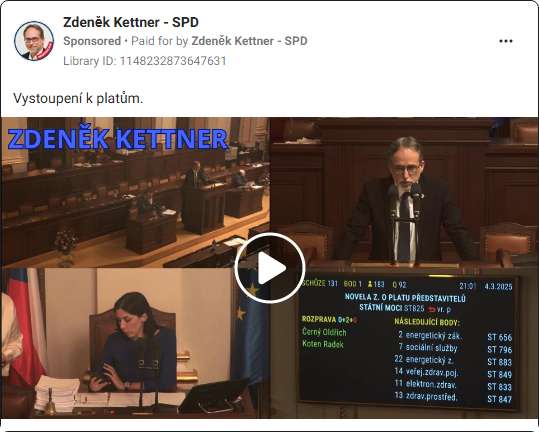 Zdeněk Kettner - SPD
Sponsored • Paid for by Zdeněk Kettner - SPD
Library ID: 1148232873647631
Vystoupení k platům.
ZDENĚK KETTNER
SCHŮZE 131 BOD 1 183 Q 92 21:01 4.3.2025
NOVELA Z. O PLATU PŘEDSTAVITELŮ
STÁTNÍ MOCI ST825 vr. p
ROZPRAVA 0+2+0 NÁSLEDUJÍCÍ BODY:
Černý Oldřich 2 energetický zák. ST 656
Koten Radek 7 sociální služby ST 796
22 energetický z. ST 883
14 veřej.zdrav.poj. ST 849
11 elektron.zdrav. ST 833
13 zdrav.prostřed. ST 847